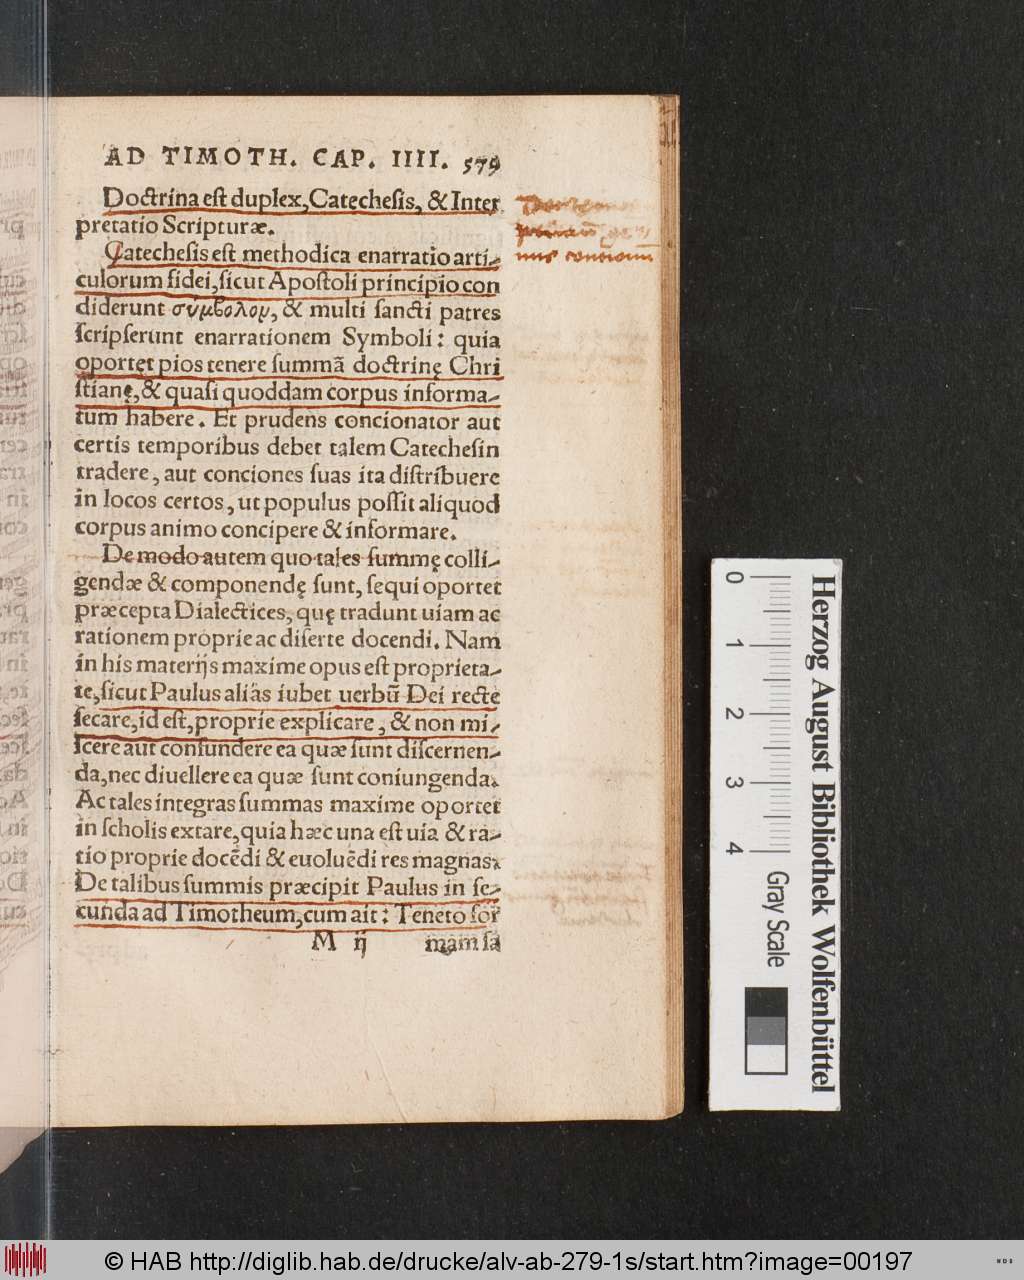 AD TIMOTH. CAP. IIII. 579
Doctrina est duplex, Catechesis, & Inter
pretatio Scripturæ.
Catechesis est methodica enarratio arti-
culorum fidei, sicut Apostoli principio con
diderunt σύμβολον, & multi sancti patres
scripserunt enarrationem Symboli: quia
oportet pios tenere summã doctrinę Chri
stianę, & quasi quoddam corpus informa-
tum habere. Et prudens concionator aut
certis temporibus debet talem Catechesin
tradere, aut conciones suas ita distribuere
in locos certos, ut populus possit aliquod
corpus animo concipere & informare.
De modo autem quo tales summę colli-
gendæ & componendę sunt, sequi oportet
præcepta Dialectices, quę tradunt uiam ac
rationem proprie ac diserte docendi. Nam
in his materijs maxime opus est proprieta-
te, sicut Paulus aliâs iubet uerbũ Dei recte
secare, id est, proprie explicare, & non mi-
scere aut confundere ea quæ sunt discernen-
da, nec diuellere ea quæ sunt coniungenda.
Ac tales integras summas maxime oportet
in scholis extare, quia hæc una est uia & ra-
tio proprie docẽdi & euoluẽdi res magnas.
De talibus summis præcipit Paulus in se-
cunda ad Timotheum, cum ait: Teneto for
M ij mam sa
0 1 2 3 4
Gray Scale
Herzog August Bibliothek Wolfenbüttel
© HAB http://diglib.hab.de/drucke/alv-ab-279-1s/start.htm?image=00197